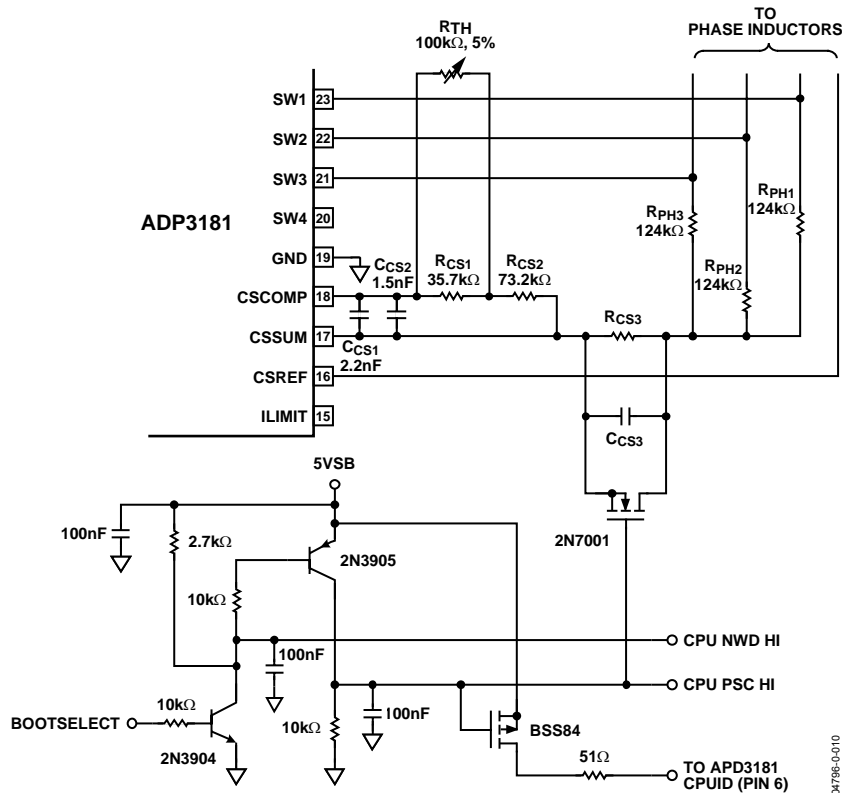 TO
PHASE INDUCTORS
RTH
100kΩ, 5%
SW1 23
SW2 22
SW3 21
ADP3181
SW4 20
GND 19
CSCOMP 18
CSSUM 17
CSREF 16
ILIMIT 15
CCS2
1.5nF
RCS1
35.7kΩ
RCS2
73.2kΩ
CCS1
2.2nF
RPH3
124kΩ
RPH1
124kΩ
RPH2
124kΩ
RCS3
CCS3
2N7001
5VSB
100nF
2.7kΩ
2N3905
10kΩ
100nF
CPU NWD HI
CPU PSC HI
BOOTSELECT
10kΩ
2N3904
10kΩ
100nF
BSS84
51Ω
TO APD3181
CPUID (PIN 6)
04796-0-010